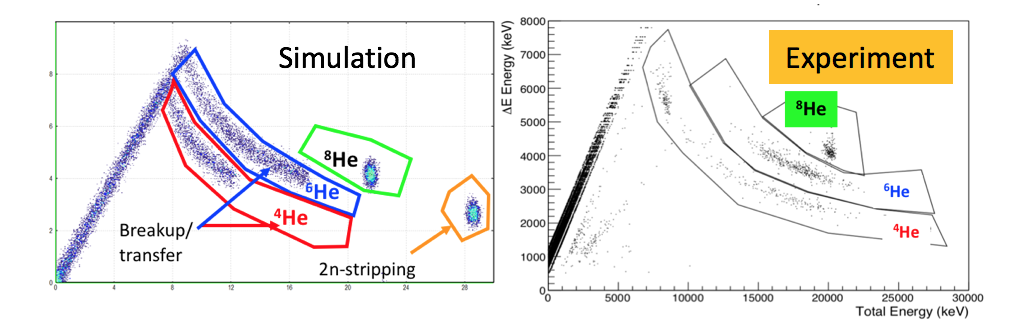 Simulation
8
6
4
2
0
0
4
8
12
16
20
24
28
⁸He
⁶He
⁴He
Breakup/
transfer
2n-stripping
Experiment
ΔE Energy (keV)
8000
7000
6000
5000
4000
3000
2000
1000
0
0
5000
10000
15000
20000
25000
30000
Total Energy (keV)
⁸He
⁶He
⁴He